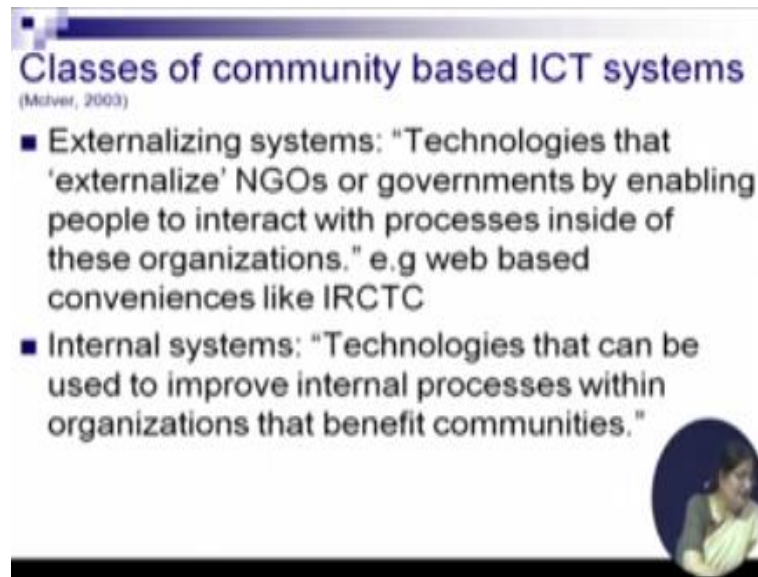 Classes of community based ICT systems
(McIver, 2003)
Externalizing systems: “Technologies that
‘externalize’ NGOs or governments by enabling
people to interact with processes inside of
these organizations.” e.g web based
conveniences like IRCTC
Internal systems: “Technologies that can be
used to improve internal processes within
organizations that benefit communities.”